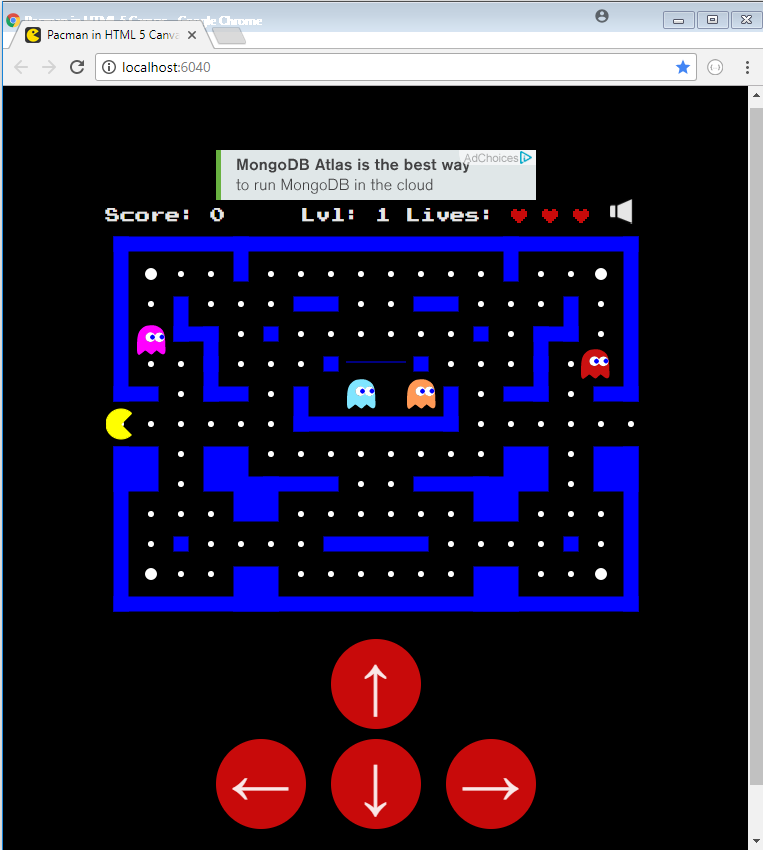 Pacman in HTML 5 Canvas - Google Chrome
Pacman in HTML 5 Canva
localhost:6040
AdChoices
MongoDB Atlas is the best way
to run MongoDB in the cloud
Score: 0 Lvl: 1 Lives: